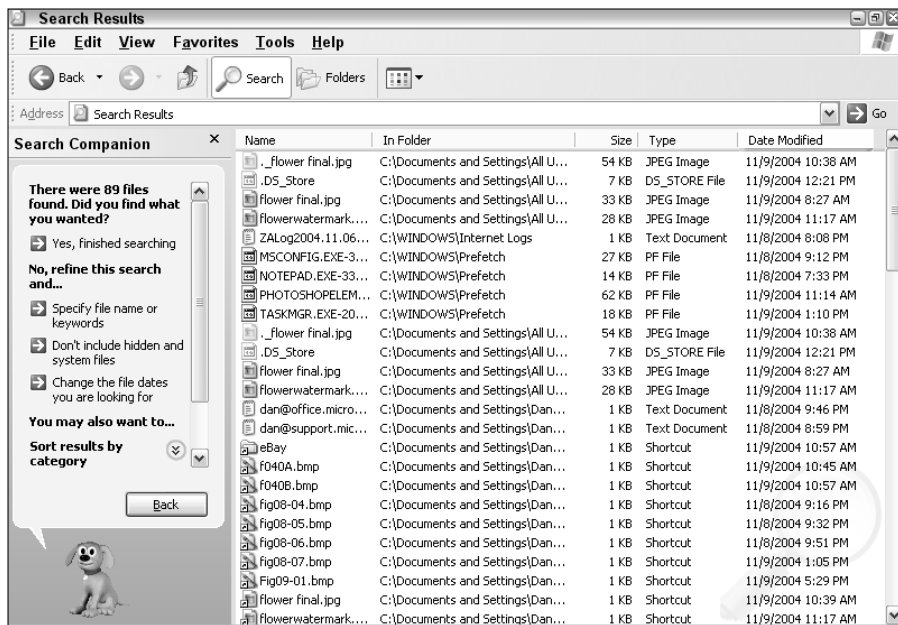 Search Results
File Edit View Favorites Tools Help
Back Search Folders
Address Search Results Go
Search Companion
There were 89 files
found. Did you find what
you wanted?
Yes, finished searching
No, refine this search
and...
Specify file name or
keywords
Don't include hidden and
system files
Change the file dates
you are looking for
You may also want to...
Sort results by
category
Back
Name In Folder Size Type Date Modified
._flower final.jpg C:\Documents and Settings\All U... 54 KB JPEG Image 11/9/2004 10:38 AM
.DS_Store C:\Documents and Settings\All U... 7 KB DS_STORE File 11/9/2004 12:21 PM
flower final.jpg C:\Documents and Settings\All U... 33 KB JPEG Image 11/9/2004 8:27 AM
flowerwatermark.... C:\Documents and Settings\All U... 28 KB JPEG Image 11/9/2004 11:17 AM
ZALog2004.11.06... C:\WINDOWS\Internet Logs 1 KB Text Document 11/8/2004 8:08 PM
MSCONFIG.EXE-3... C:\WINDOWS\Prefetch 27 KB PF File 11/8/2004 9:12 PM
NOTEPAD.EXE-33... C:\WINDOWS\Prefetch 14 KB PF File 11/8/2004 7:33 PM
PHOTOSHOPELEM... C:\WINDOWS\Prefetch 62 KB PF File 11/9/2004 11:14 AM
TASKMGR.EXE-20... C:\WINDOWS\Prefetch 18 KB PF File 11/9/2004 1:10 PM
._flower final.jpg C:\Documents and Settings\All U... 54 KB JPEG Image 11/9/2004 10:38 AM
.DS_Store C:\Documents and Settings\All U... 7 KB DS_STORE File 11/9/2004 12:21 PM
flower final.jpg C:\Documents and Settings\All U... 33 KB JPEG Image 11/9/2004 8:27 AM
flowerwatermark.... C:\Documents and Settings\All U... 28 KB JPEG Image 11/9/2004 11:17 AM
dan@office.micro... C:\Documents and Settings\Dan... 1 KB Text Document 11/8/2004 9:46 PM
dan@support.mic... C:\Documents and Settings\Dan... 1 KB Text Document 11/8/2004 8:59 PM
eBay C:\Documents and Settings\Dan... 1 KB Shortcut 11/9/2004 10:57 AM
f040A.bmp C:\Documents and Settings\Dan... 1 KB Shortcut 11/9/2004 10:45 AM
f040B.bmp C:\Documents and Settings\Dan... 1 KB Shortcut 11/9/2004 10:57 AM
fig08-04.bmp C:\Documents and Settings\Dan... 1 KB Shortcut 11/8/2004 9:16 PM
fig08-05.bmp C:\Documents and Settings\Dan... 1 KB Shortcut 11/8/2004 9:32 PM
fig08-06.bmp C:\Documents and Settings\Dan... 1 KB Shortcut 11/8/2004 9:51 PM
fig08-07.bmp C:\Documents and Settings\Dan... 1 KB Shortcut 11/9/2004 1:05 PM
Fig09-01.bmp C:\Documents and Settings\Dan... 1 KB Shortcut 11/9/2004 5:29 PM
flower final.jpg C:\Documents and Settings\Dan... 1 KB Shortcut 11/9/2004 10:39 AM
flowerwatermark.... C:\Documents and Settings\Dan... 1 KB Shortcut 11/9/2004 11:17 AM